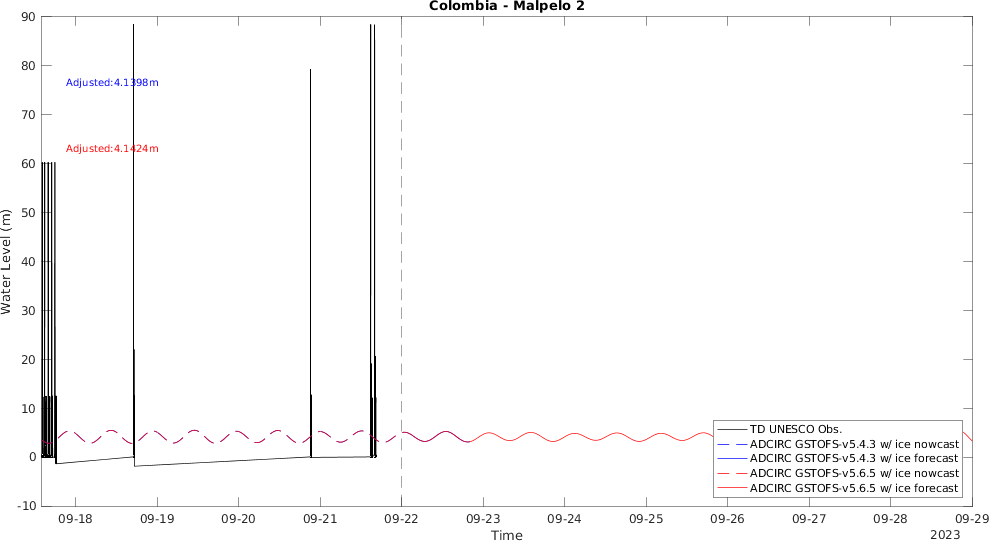 Colombia - Malpelo 2
90
80
70
60
50
40
30
20
10
0
-10
Water Level (m)
Adjusted:4.1398m
Adjusted:4.1424m
TD UNESCO Obs.
ADCIRC GSTOFS-v5.4.3 w/ ice nowcast
ADCIRC GSTOFS-v5.4.3 w/ ice forecast
ADCIRC GSTOFS-v5.6.5 w/ ice nowcast
ADCIRC GSTOFS-v5.6.5 w/ ice forecast
09-18 09-19 09-20 09-21 09-22 09-23 09-24 09-25 09-26 09-27 09-28 09-29
Time
2023